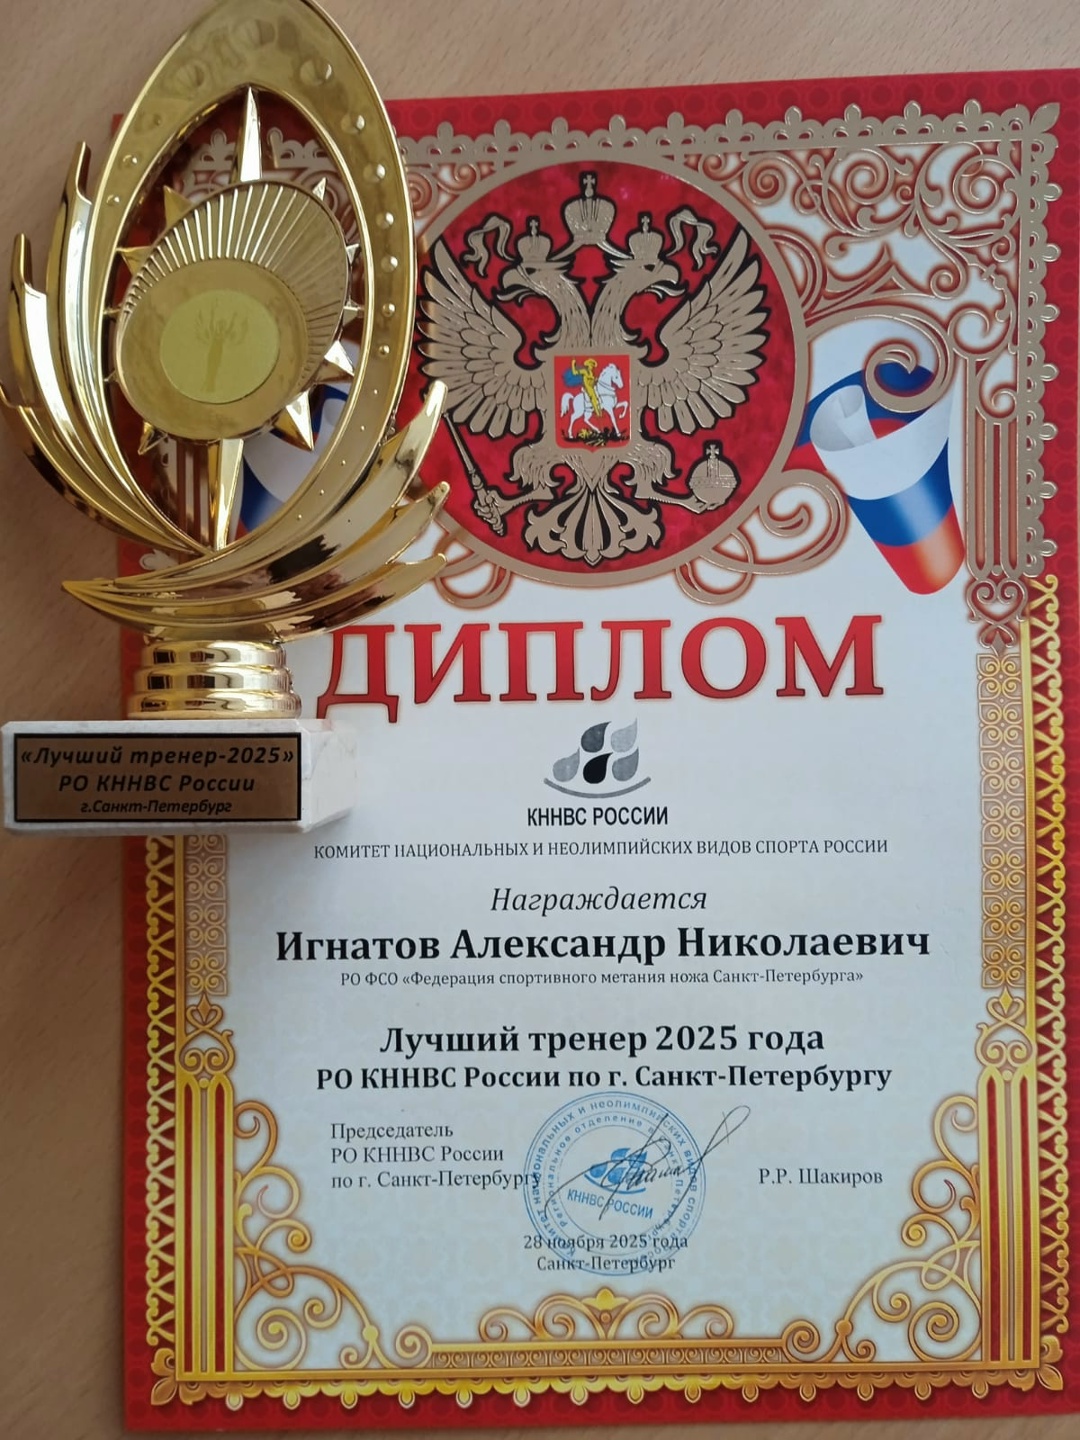 ДИПЛОМ
«Лучший тренер-2025»
РО КННВС России
г.Санкт-Петербург
КННВС РОССИИ
КОМИТЕТ НАЦИОНАЛЬНЫХ И НЕОЛИМПИЙСКИХ ВИДОВ СПОРТА РОССИИ
Награждается
Игнатов Александр Николаевич
РО ФСО «Федерация спортивного метания ножа Санкт-Петербурга»
Лучший тренер 2025 года
РО КННВС России по г. Санкт-Петербургу
Председатель
РО КННВС России
по г. Санкт-Петербургу
Р.Р. Шакиров
КННВС РОССИИ
28 ноября 2025 года
Санкт-Петербург